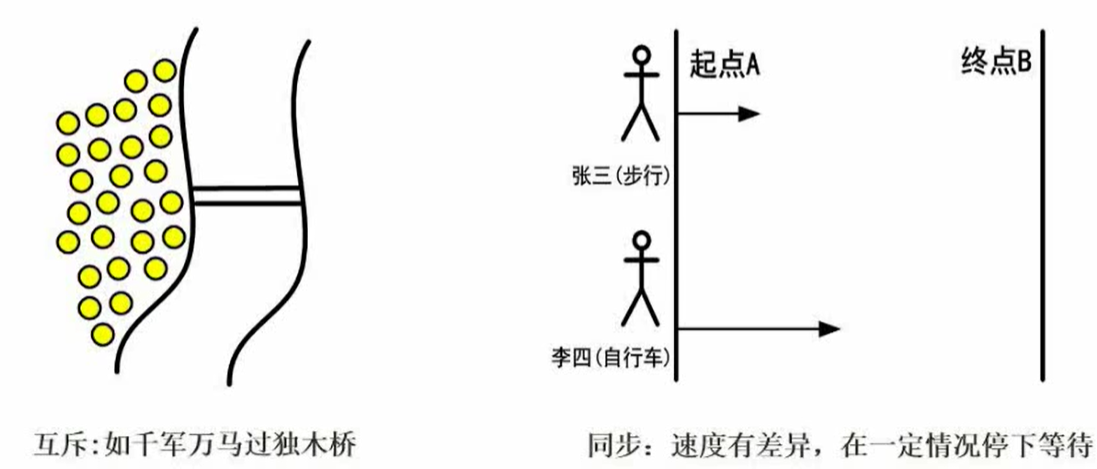 起点A
终点B
张三(步行)
李四(自行车)
互斥:如千军万马过独木桥
同步：速度有差异，在一定情况停下等待